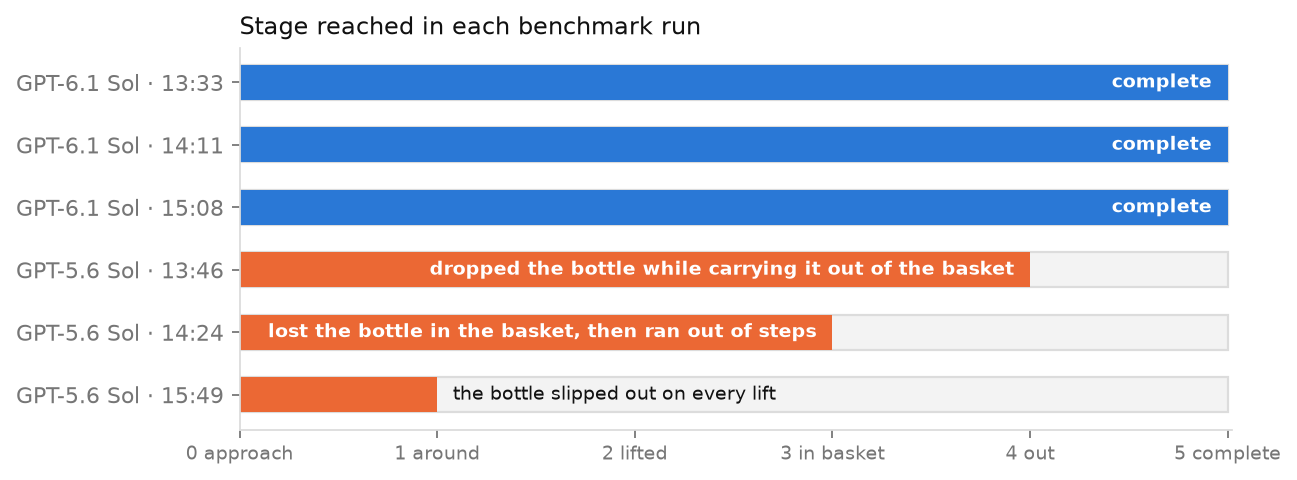 Stage reached in each benchmark run
GPT-6.1 Sol · 13:33
complete
GPT-6.1 Sol · 14:11
complete
GPT-6.1 Sol · 15:08
complete
GPT-5.6 Sol · 13:46
dropped the bottle while carrying it out of the basket
GPT-5.6 Sol · 14:24
lost the bottle in the basket, then ran out of steps
GPT-5.6 Sol · 15:49
the bottle slipped out on every lift
0 approach
1 around
2 lifted
3 in basket
4 out
5 complete